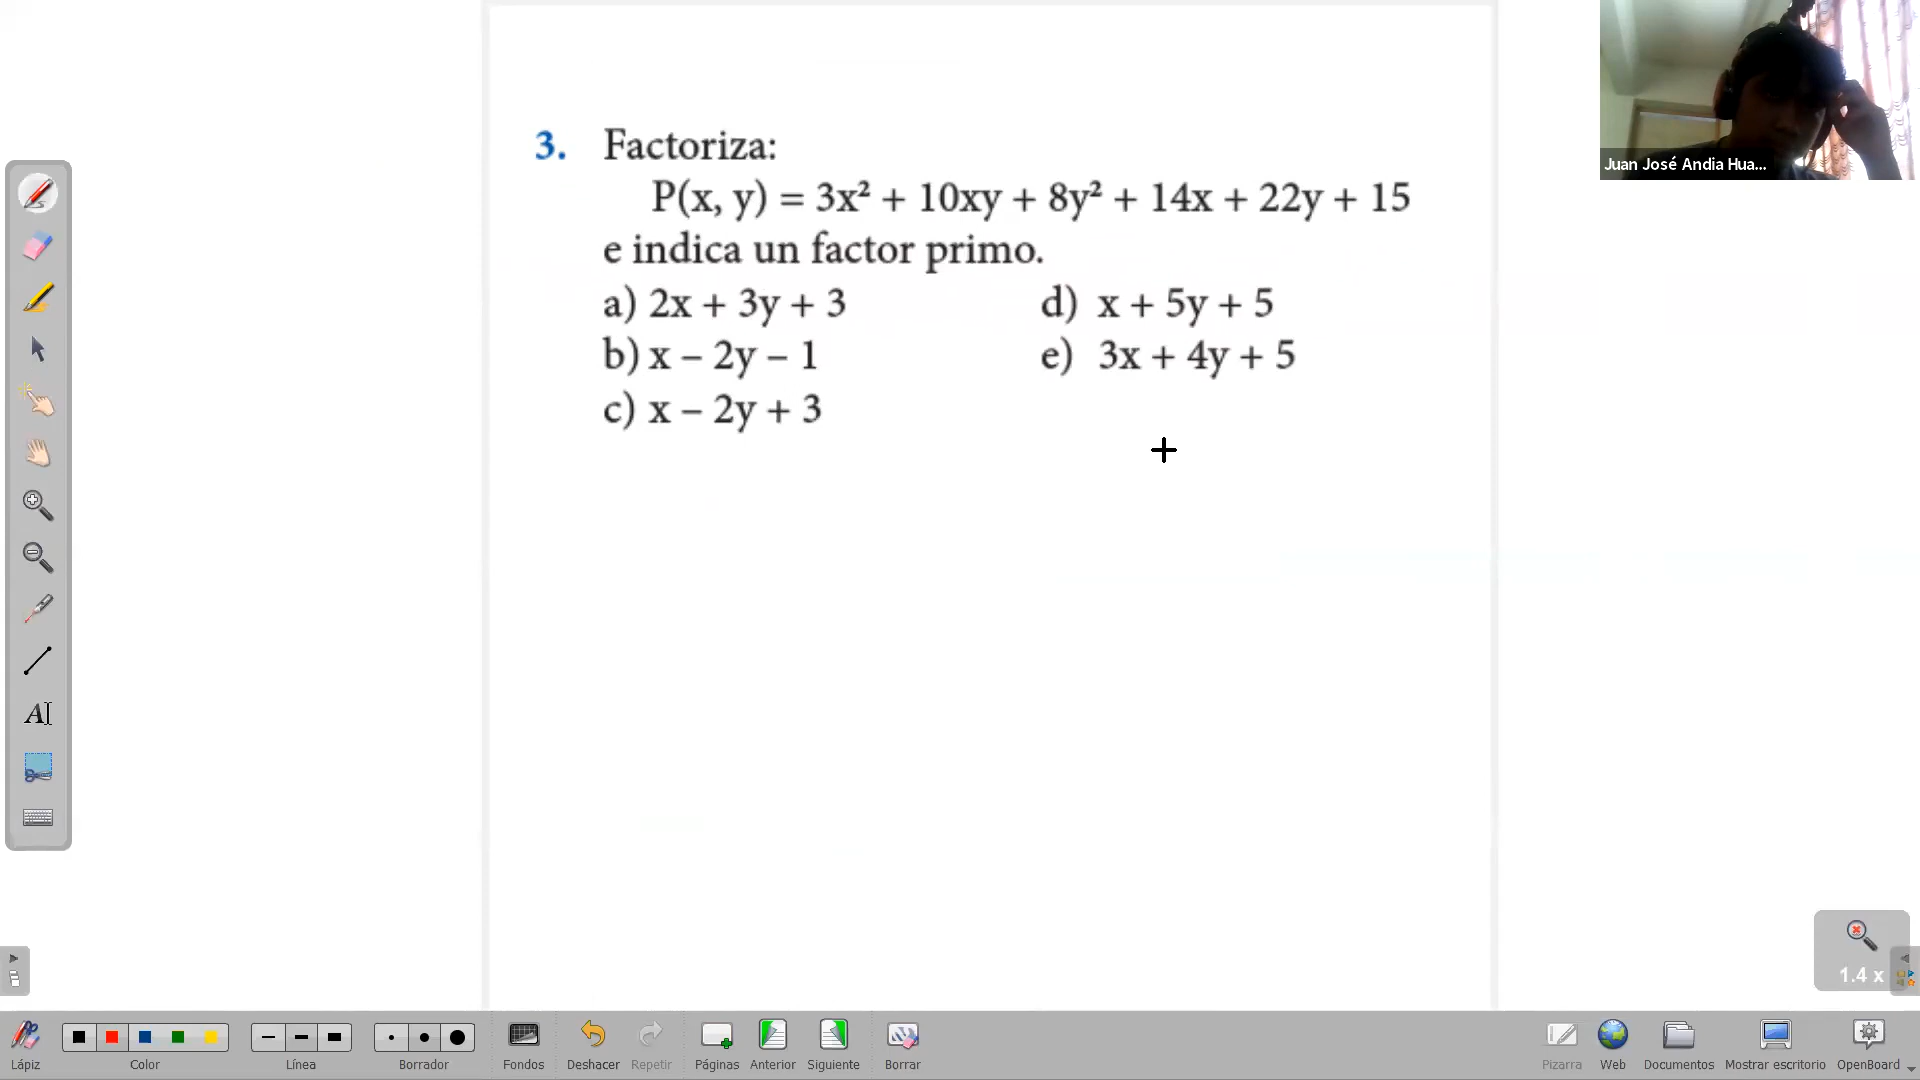 3. Factoriza:
P(x, y) = 3x² + 10xy + 8y² + 14x + 22y + 15
e indica un factor primo.
a) 2x + 3y + 3
d) x + 5y + 5
b) x – 2y – 1
e) 3x + 4y + 5
c) x – 2y + 3
Juan José Andia Hua...
AI
1.4 x
Lápiz
Color
Línea
Borrador
Fondos
Deshacer
Repetir
Páginas
Anterior
Siguiente
Borrar
Pizarra
Web
Documentos
Mostrar escritorio
OpenBoard